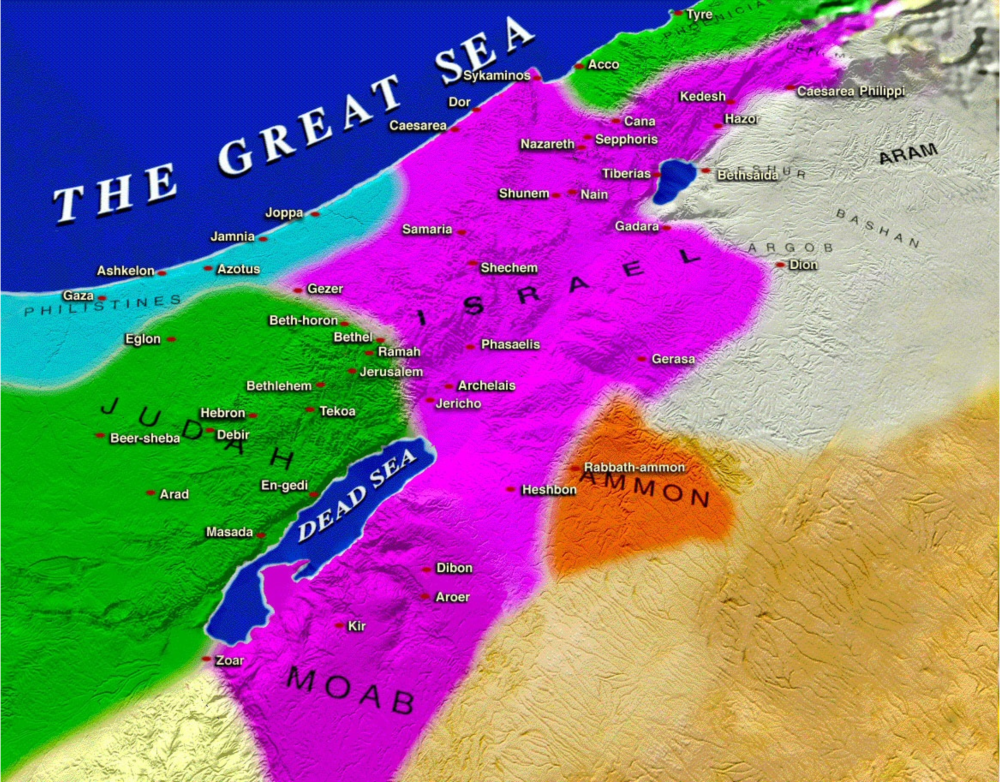 Tyre
PHOENICIA
THE GREAT SEA
Sykaminos
Acco
Dor
Kedesh
Caesarea Philippi
Caesarea
Cana
Hazor
Nazareth
Sepphoris
ARAM
Tiberias
Bethsaida
Shunem
Nain
Joppa
BASHAN
Samaria
Gadara
Jamnia
ARGOB
Ashkelon
Azotus
Shechem
Dion
ISRAEL
Gaza
PHILISTINES
Gezer
Beth-horon
Eglon
Bethel
Ramah
Phasaelis
Gerasa
Jerusalem
Bethlehem
Archelais
Jericho
JUDAH
Hebron
Tekoa
Beer-sheba
Debir
DEAD SEA
Rabbath-ammon
AMMON
En-gedi
Heshbon
Arad
Masada
Dibon
Aroer
Kir
Zoar
MOAB